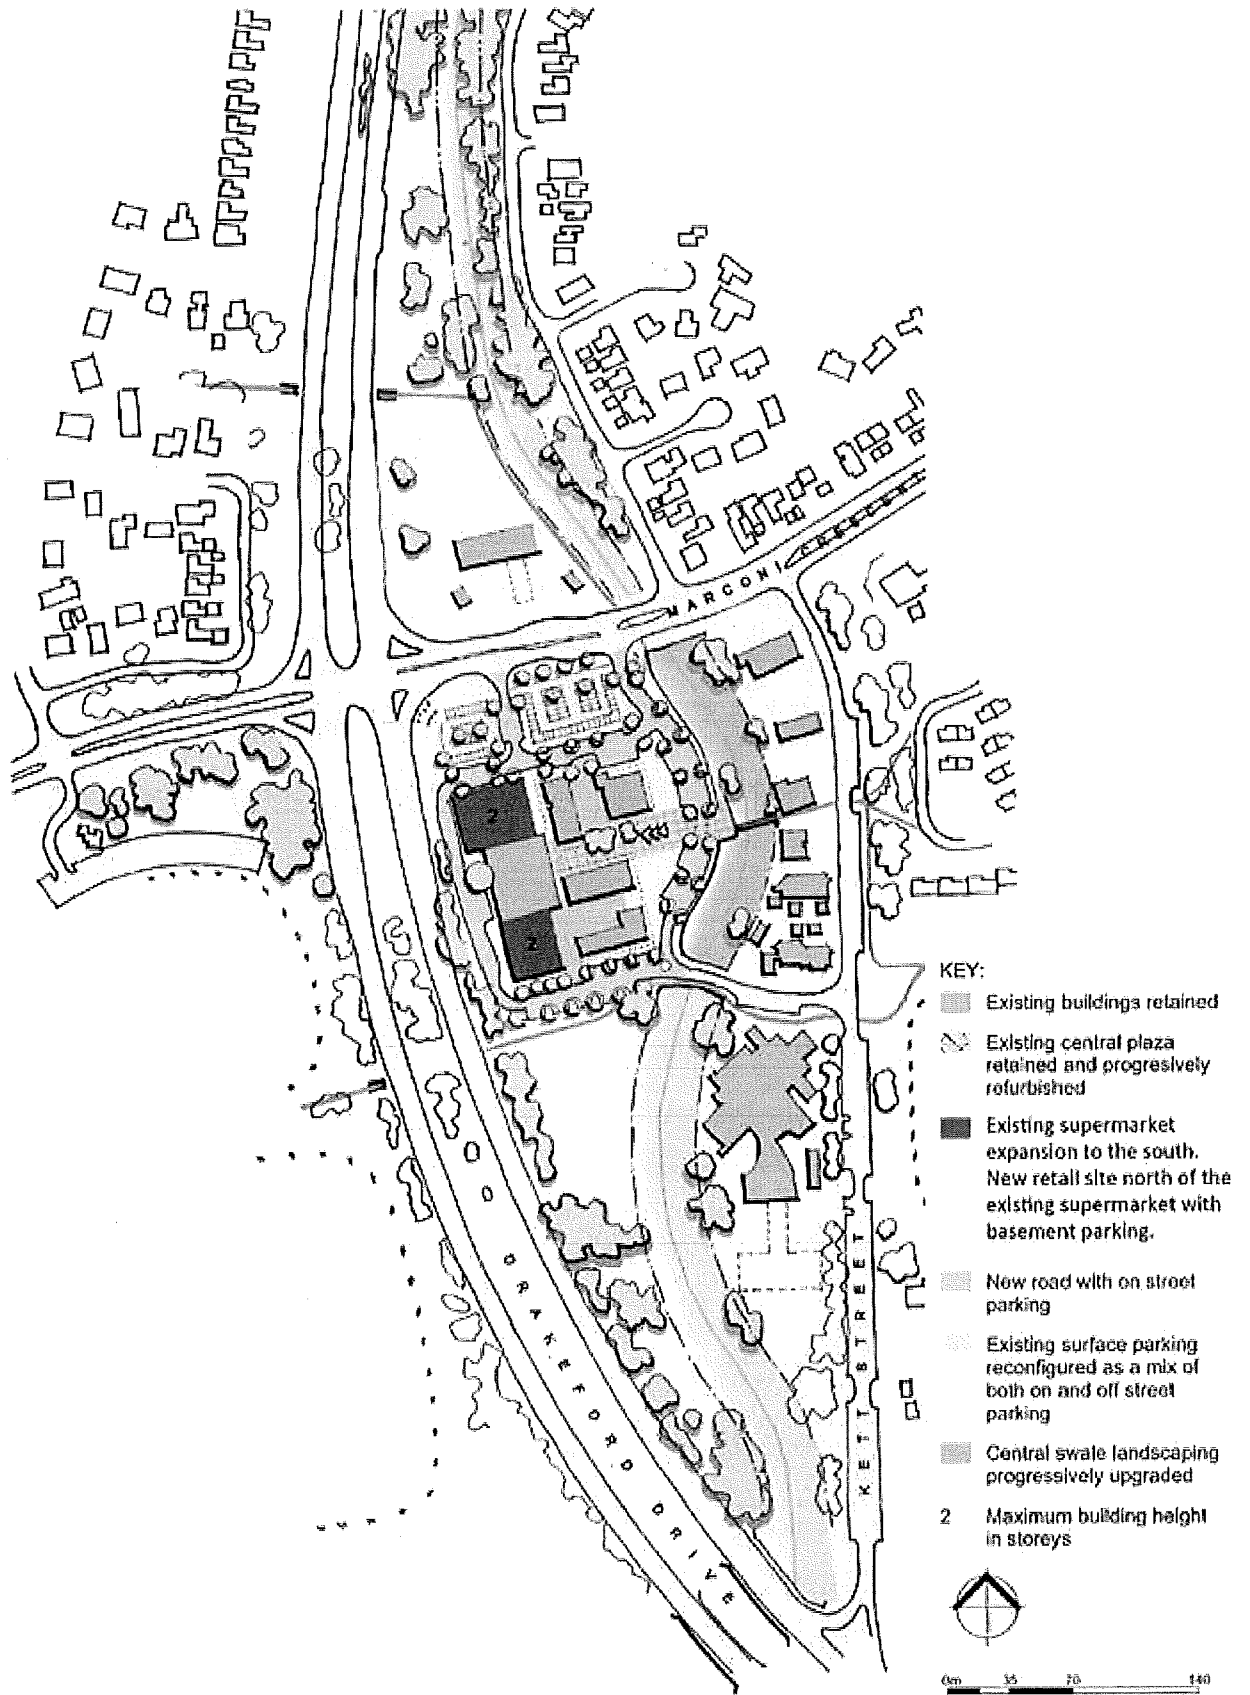 MARCONI CRESCENT
2
2
KEY:
Existing buildings retained
Existing central plaza
retained and progresively
refurbished
Existing supermarket
expansion to the south.
New retail site north of the
existing supermarket with
basement parking.
New road with on street
parking
Existing surface parking
reconfigured as a mix of
both on and off street
parking
Central swale landscaping
progressively upgraded
2 Maximum building height
in storeys
DRAKEFORD DRIVE
KETT STREET
0m 35 70 140